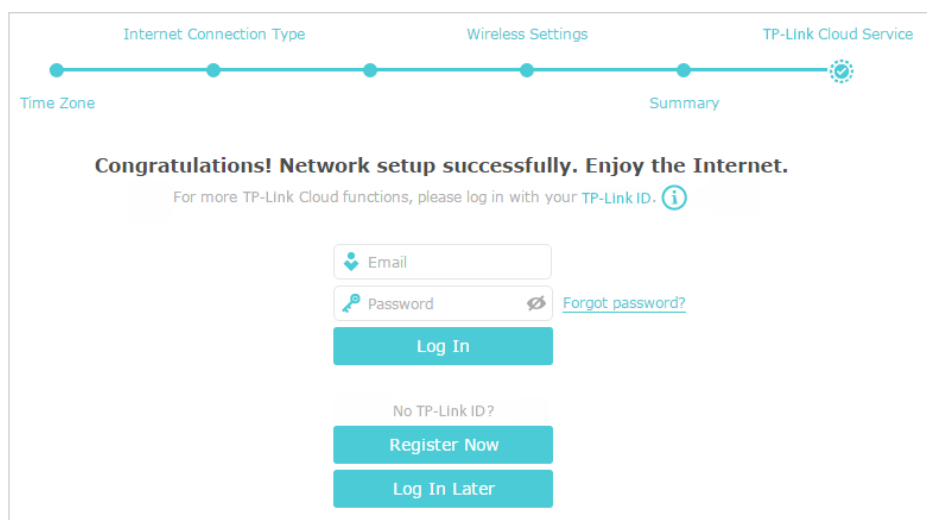 Internet Connection Type Wireless Settings TP-Link Cloud Service
Time Zone Summary
Congratulations! Network setup successfully. Enjoy the Internet.
For more TP-Link Cloud functions, please log in with your TP-Link ID.
Email
Password Forgot password?
Log In
No TP-Link ID?
Register Now
Log In Later